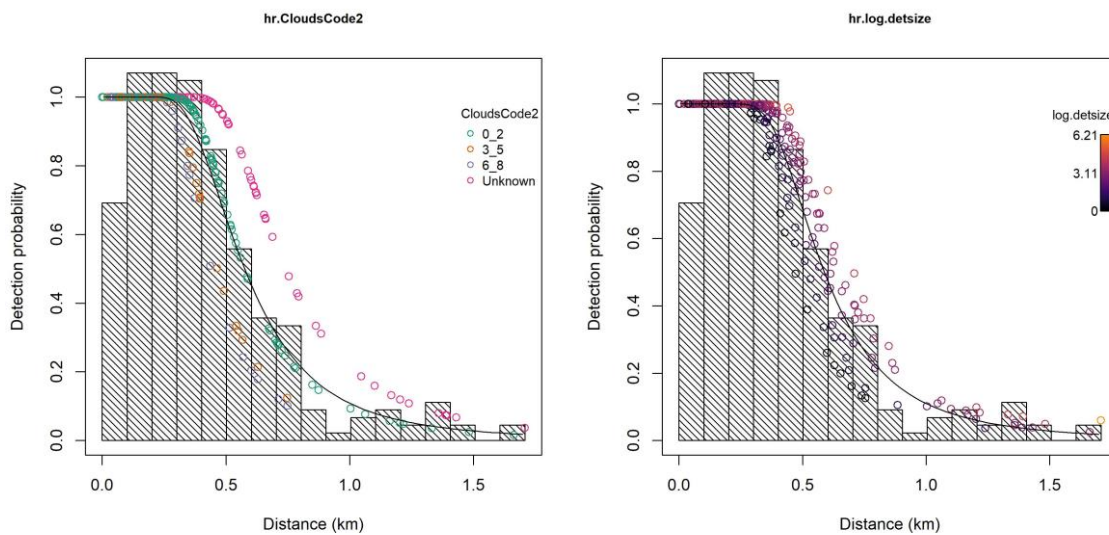 hr.CloudsCode2
Detection probability
1.0
0.8
0.6
0.4
0.2
0.0
CloudsCode2
0_2
3_5
6_8
Unknown
0.0
0.5
1.0
1.5
Distance (km)
hr.log.detsize
Detection probability
1.0
0.8
0.6
0.4
0.2
0.0
log.detsize
6.21
3.11
0
0.0
0.5
1.0
1.5
Distance (km)